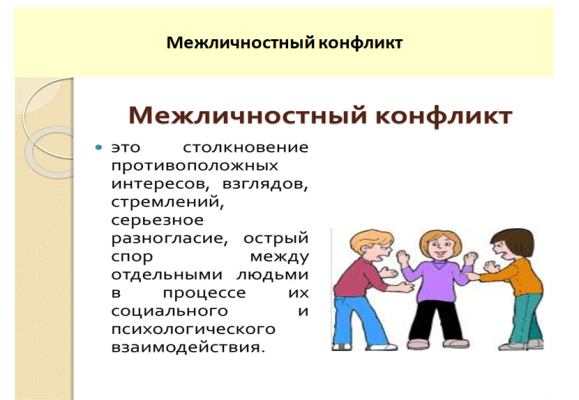 Межличностный конфликт
Межличностный конфликт
• это столкновение
противоположных
интересов, взглядов,
стремлений,
серьезное
разногласие, острый
спор между
отдельными людьми
в процессе их
социального и
психологического
взаимодействия.